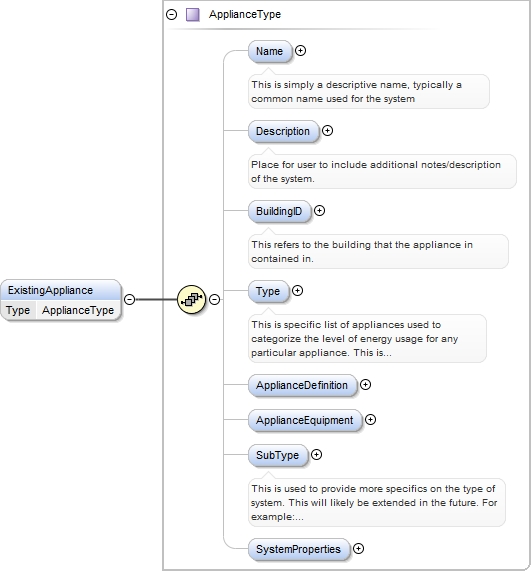 ApplianceType
Name
This is simply a descriptive name, typically a
common name used for the system
Description
Place for user to include additional notes/description
of the system.
BuildingID
This refers to the building that the appliance in
contained in.
ExistingAppliance
Type ApplianceType
Type
This is specific list of appliances used to
categorize the level of energy usage for any
particular appliance. This is...
ApplianceDefinition
ApplianceEquipment
SubType
This is used to provide more specifics on the type of
system. This will likely be extended in the future. For
example:...
SystemProperties